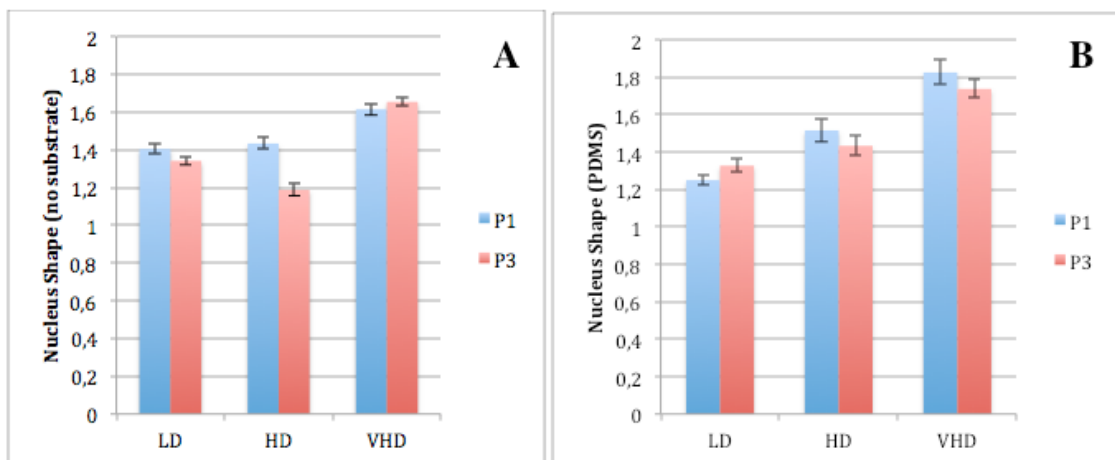 A
Nucleus Shape (no substrate)
2
1,8
1,6
1,4
1,2
1
0,8
0,6
0,4
0,2
0
LD HD VHD
P1
P3
B
Nucleus Shape (PDMS)
2
1,8
1,6
1,4
1,2
1
0,8
0,6
0,4
0,2
0
LD HD VHD
P1
P3